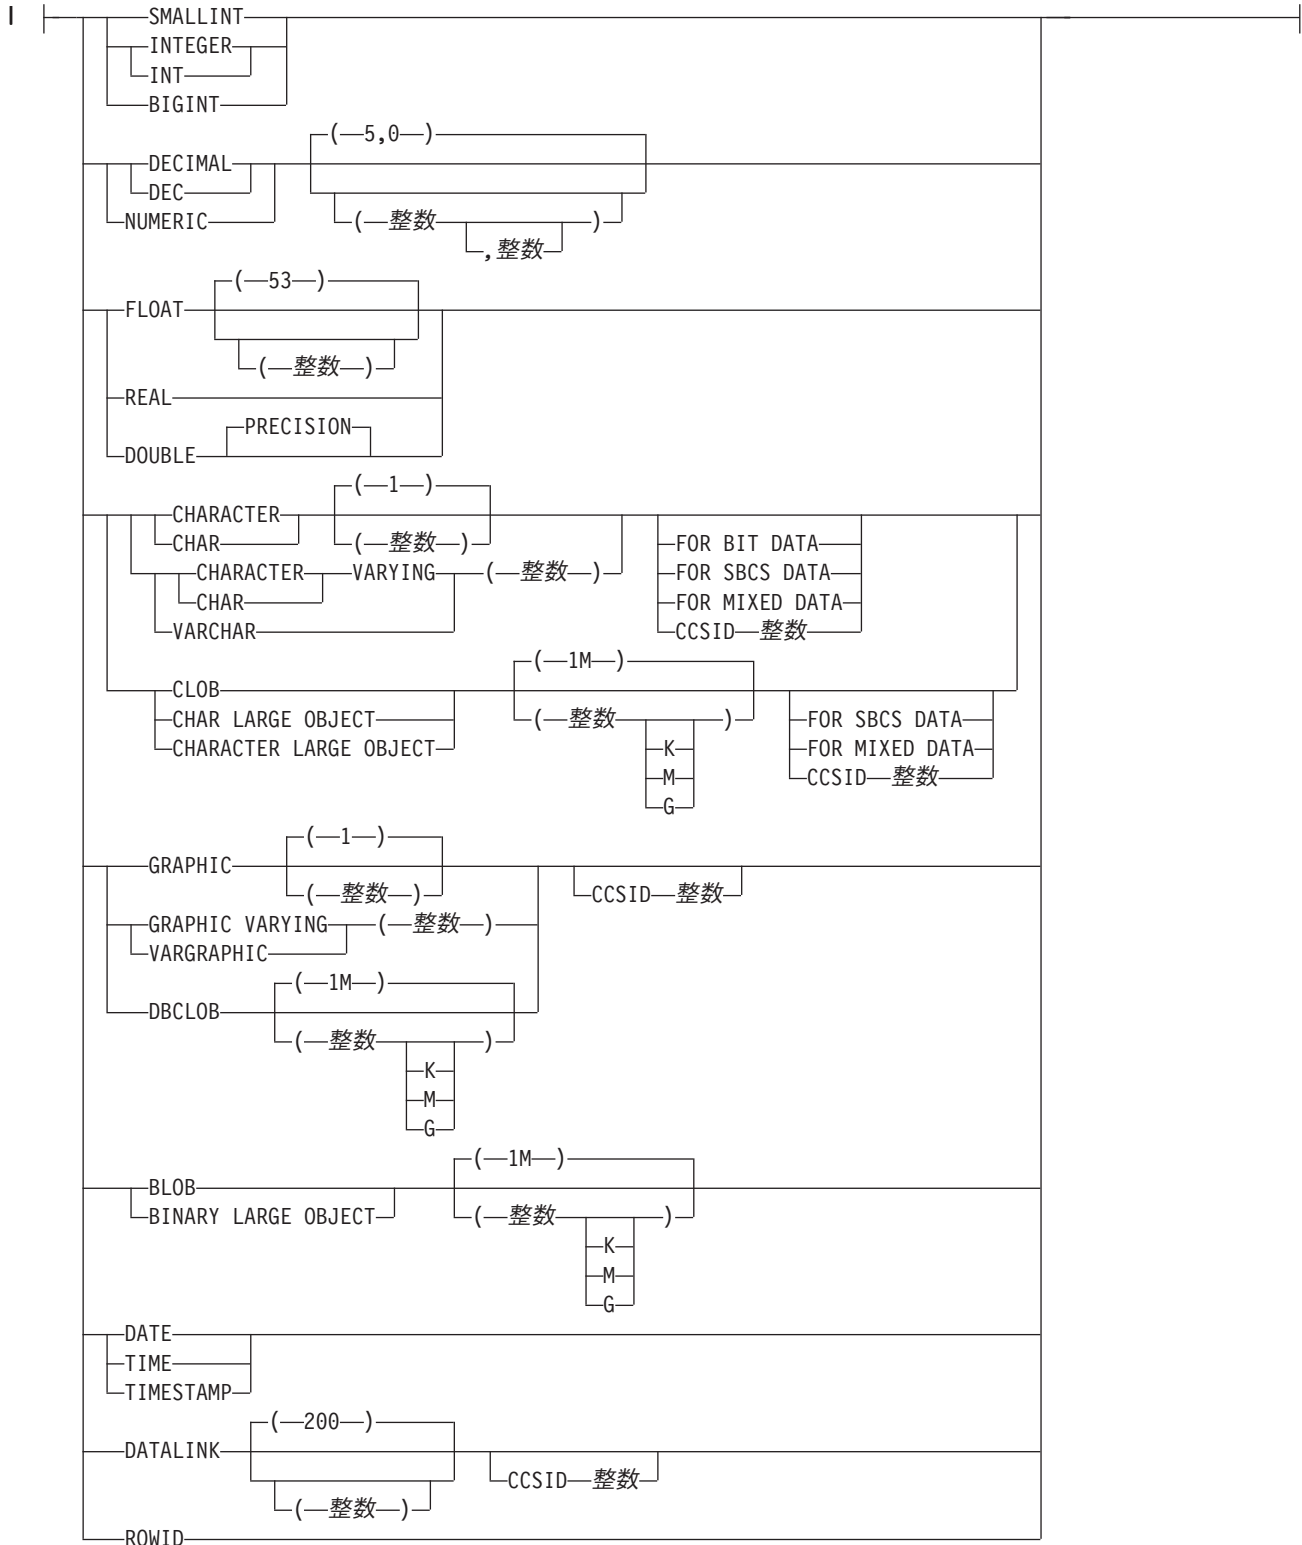 SMALLINT
INTEGER
INT
BIGINT
( 5,0 )
DECIMAL
DEC
NUMERIC
( 整数 )
,整数
( 53 )
FLOAT
( 整数 )
REAL
PRECISION
DOUBLE
( 1 )
CHARACTER
CHAR
( 整数 )
FOR BIT DATA
CHARACTER VARYING ( 整数 )
FOR SBCS DATA
CHAR
FOR MIXED DATA
VARCHAR
CCSID 整数
( 1M )
CLOB
CHAR LARGE OBJECT
( 整数 )
FOR SBCS DATA
CHARACTER LARGE OBJECT
K
FOR MIXED DATA
M
CCSID 整数
G
( 1 )
GRAPHIC
( 整数 )
CCSID 整数
GRAPHIC VARYING ( 整数 )
VARGRAPHIC
( 1M )
DBCLOB
( 整数 )
K
M
G
( 1M )
BLOB
BINARY LARGE OBJECT
( 整数 )
K
M
G
DATE
TIME
TIMESTAMP
( 200 )
DATALINK
CCSID 整数
( 整数 )
ROWID